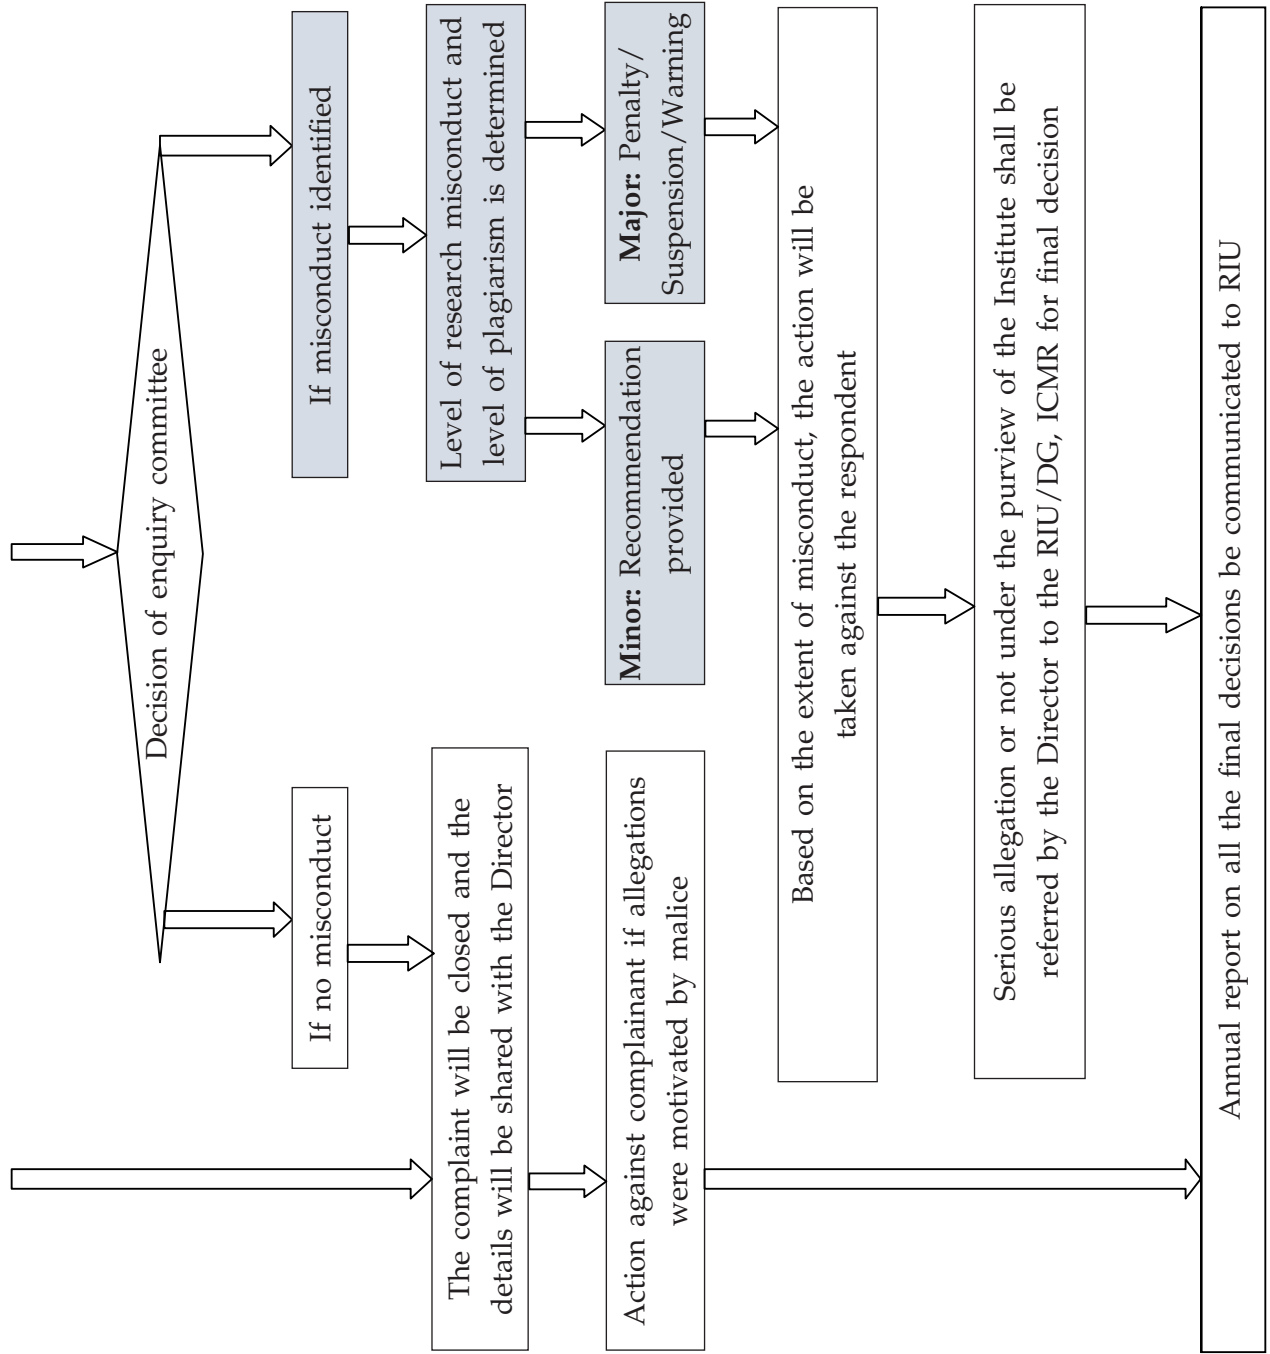 Decision of enquiry committee
If no misconduct
If misconduct identified
The complaint will be closed and the
details will be shared with the Director
Level of research misconduct and
level of plagiarism is determined
Action against complainant if allegations
were motivated by malice
Minor: Recommendation
provided
Major: Penalty/
Suspension/Warning
Based on the extent of misconduct, the action will be
taken against the respondent
Serious allegation or not under the purview of the Institute shall be
referred by the Director to the RIU/DG, ICMR for final decision
Annual report on all the final decisions be communicated to RIU